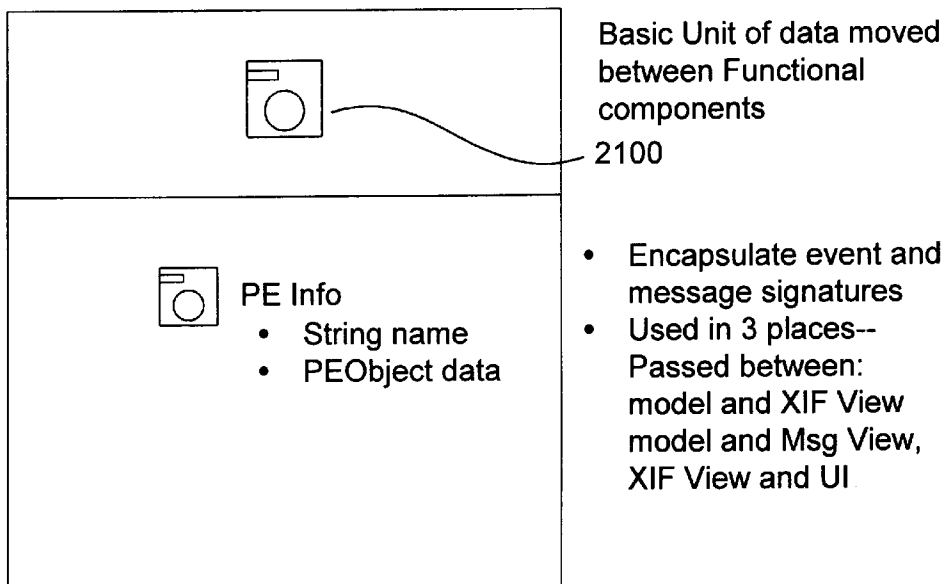 Basic Unit of data moved
between Functional
components
2100
PE Info
• String name
• PEObject data
• Encapsulate event and
message signatures
• Used in 3 places--
Passed between:
model and XIF View
model and Msg View,
XIF View and UI